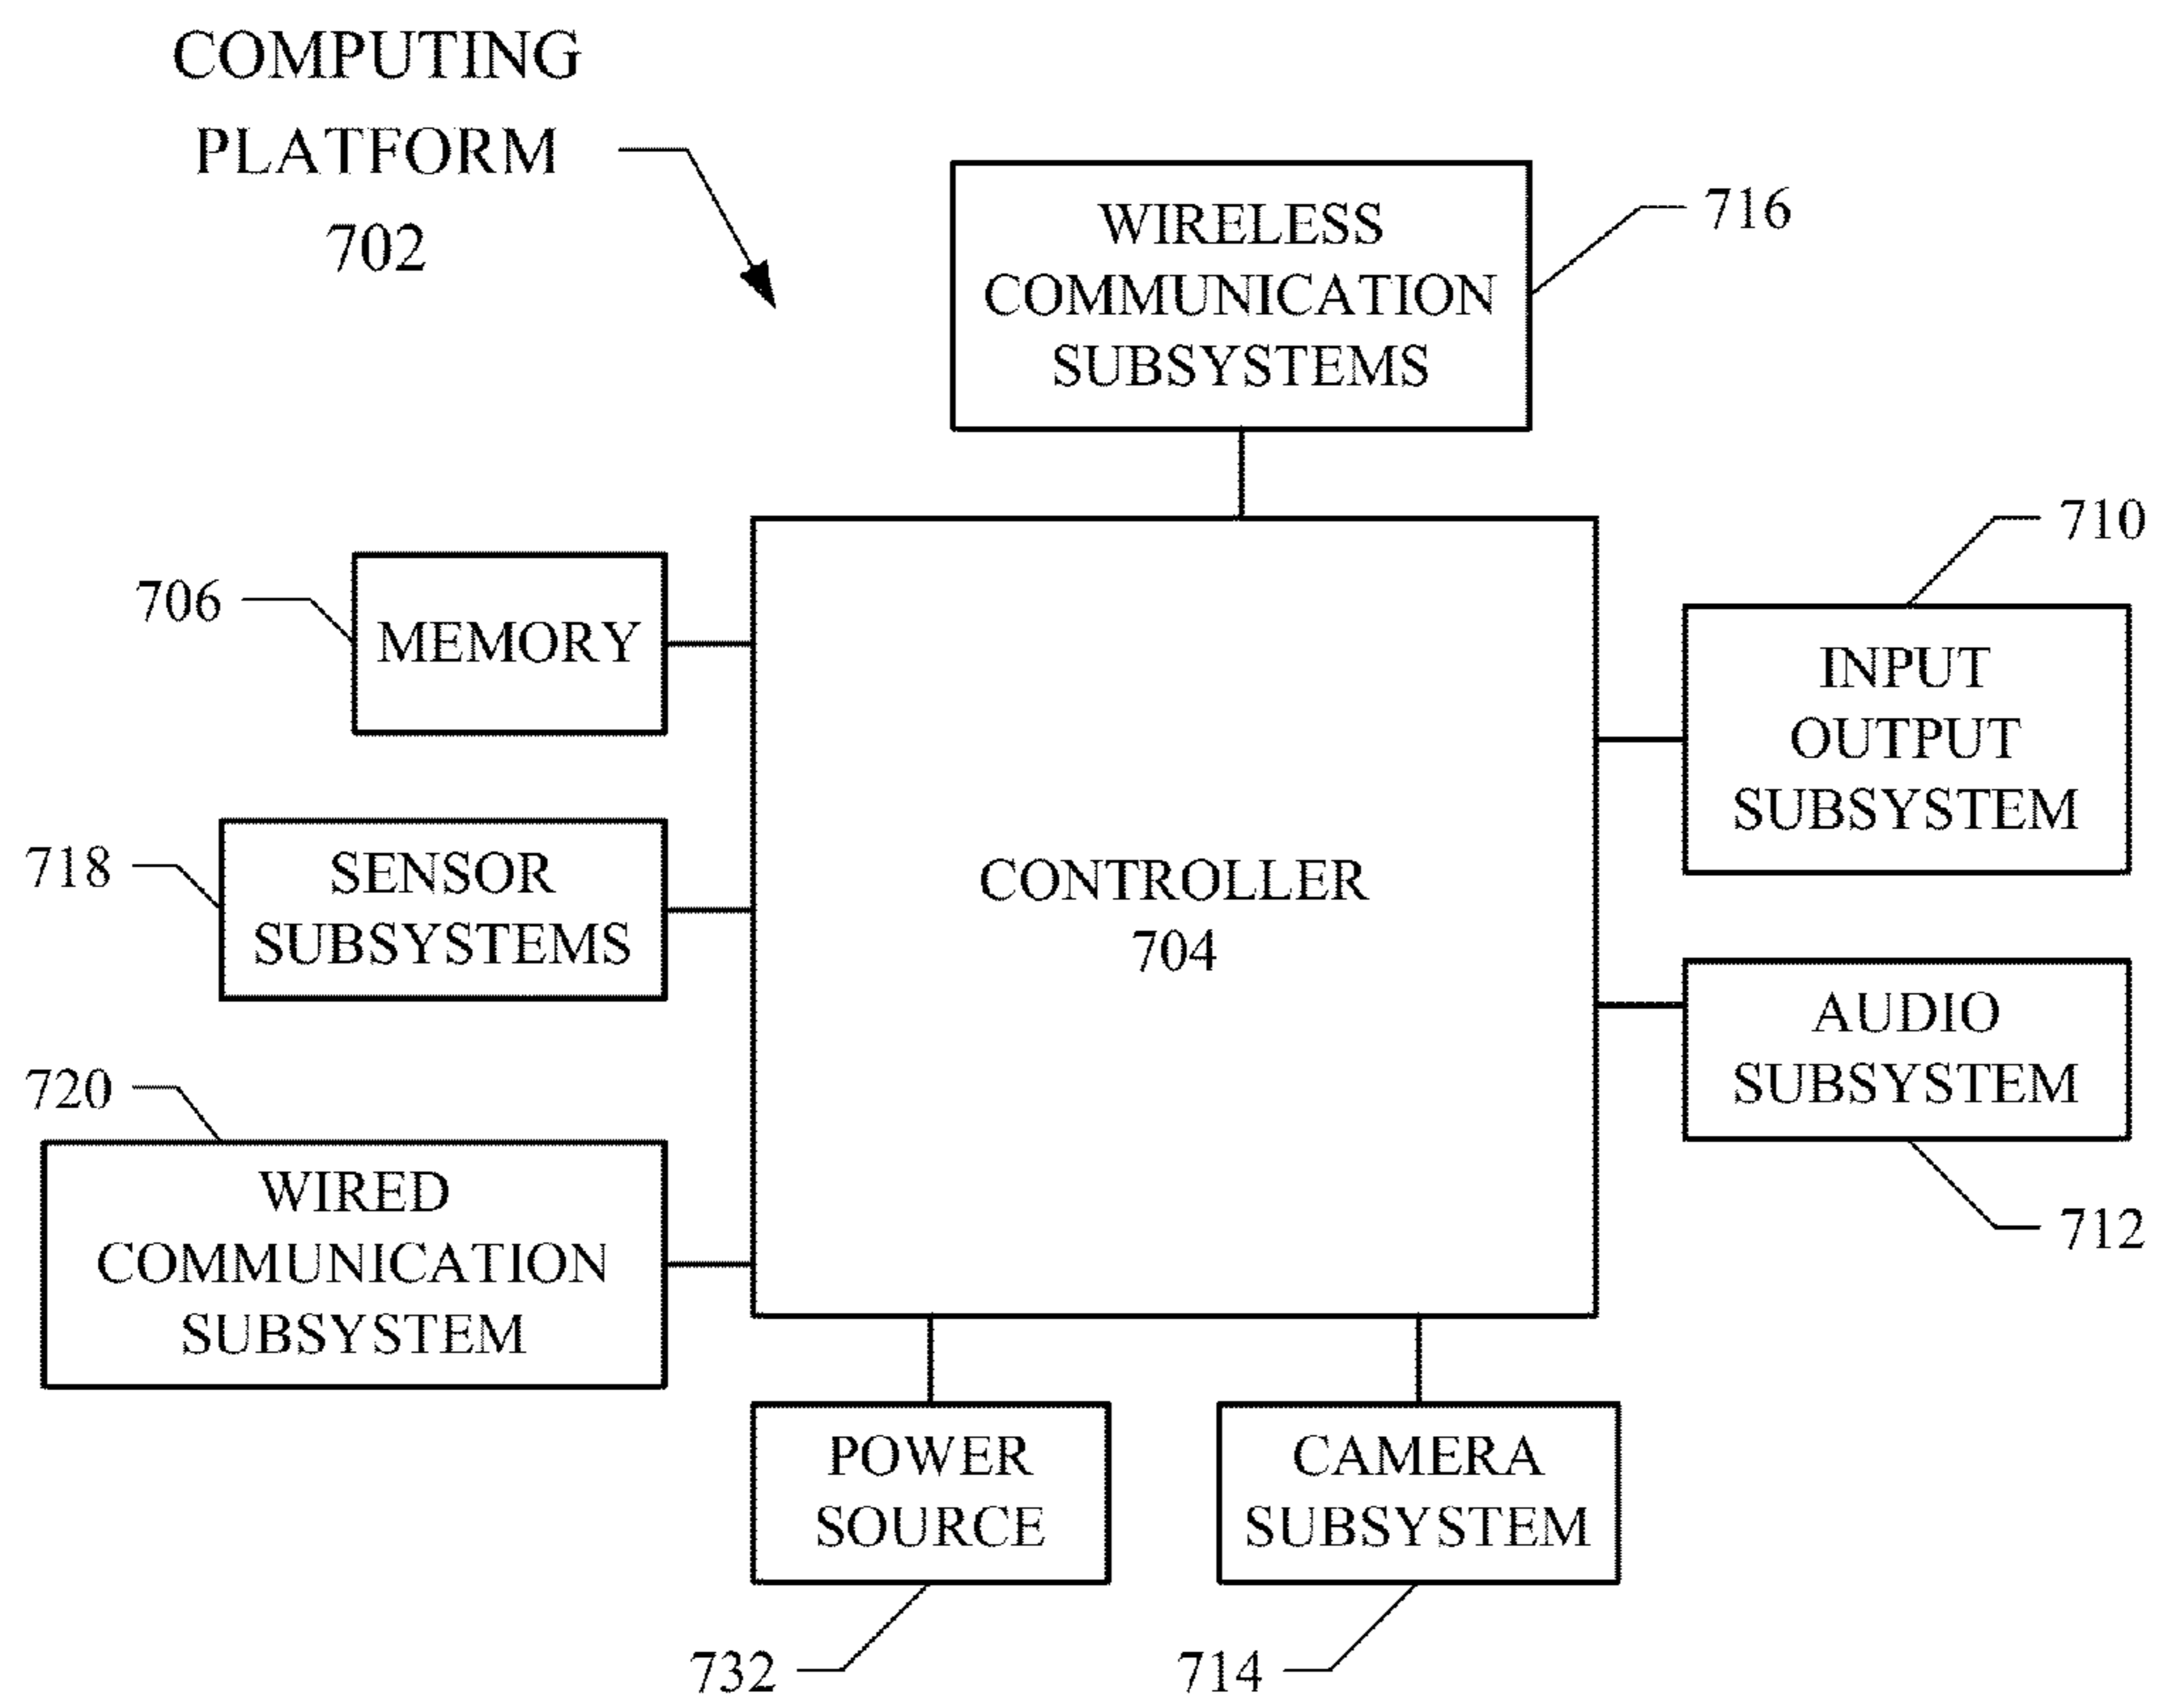 COMPUTING
PLATFORM
702
WIRELESS
COMMUNICATION
SUBSYSTEMS
716
710
706
MEMORY
INPUT
OUTPUT
SUBSYSTEM
718
SENSOR
SUBSYSTEMS
CONTROLLER
704
AUDIO
SUBSYSTEM
712
720
WIRED
COMMUNICATION
SUBSYSTEM
POWER
SOURCE
732
CAMERA
SUBSYSTEM
714